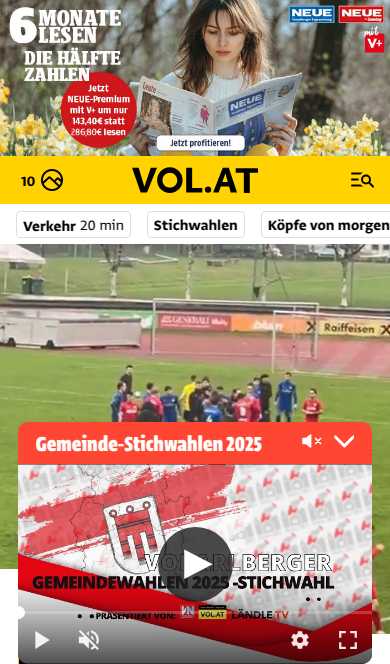 6 MONATE
LESEN
DIE HÄLFTE
ZAHLEN
Jetzt
NEUE-Premium
mit V+ um nur
143,40€ statt
286,80€ lesen
NEUE
NEUE
mit
V+
NEUE
Jetzt profitieren!
10
VOL.AT
Verkehr 20 min
Stichwahlen
Köpfe von morgen
GENERALI
Raiffeisen
Gemeinde-Stichwahlen 2025
VORARLBERGER
GEMEINDEWAHLEN 2025 -STICHWAHL
PRÄSENTIERT VON: VN VOL.AT LÄNDLE TV